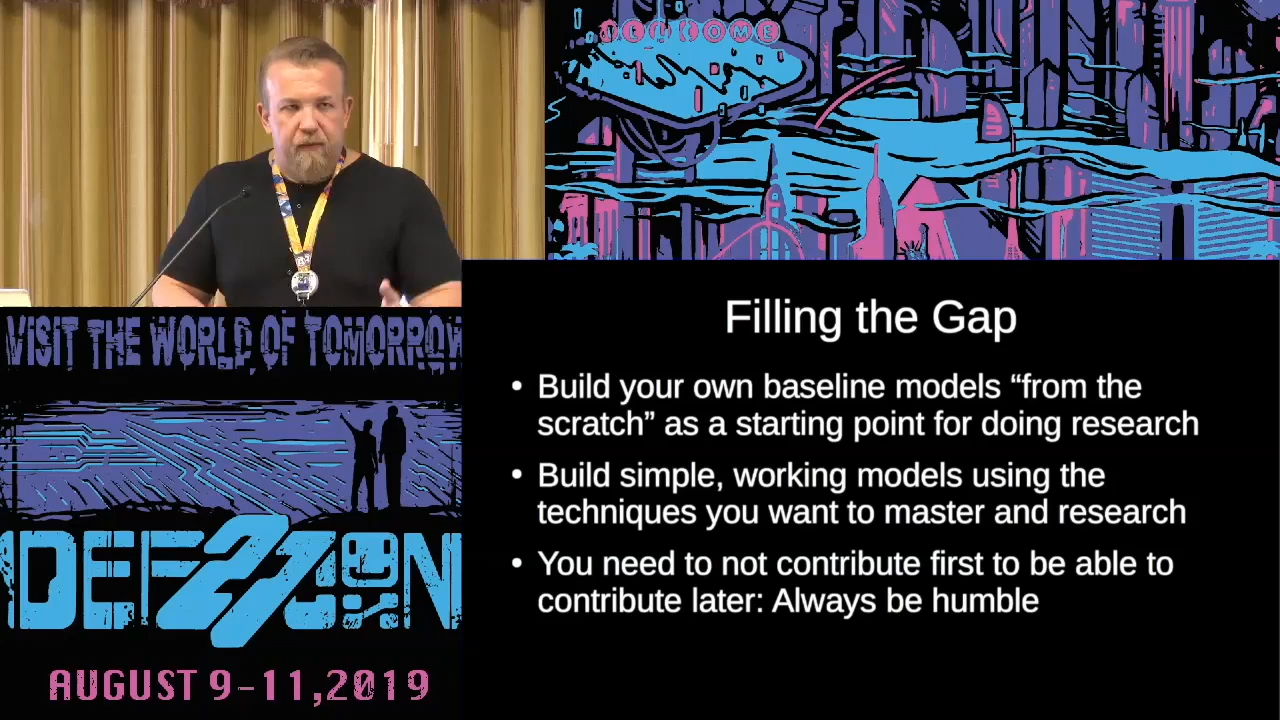 WELCOME
Filling the Gap
• Build your own baseline models “from the
scratch” as a starting point for doing research
• Build simple, working models using the
techniques you want to master and research
• You need to not contribute first to be able to
contribute later: Always be humble
VISIT THE WORLD OF TOMORROW
DEF27CON
AUGUST 9-11,2019